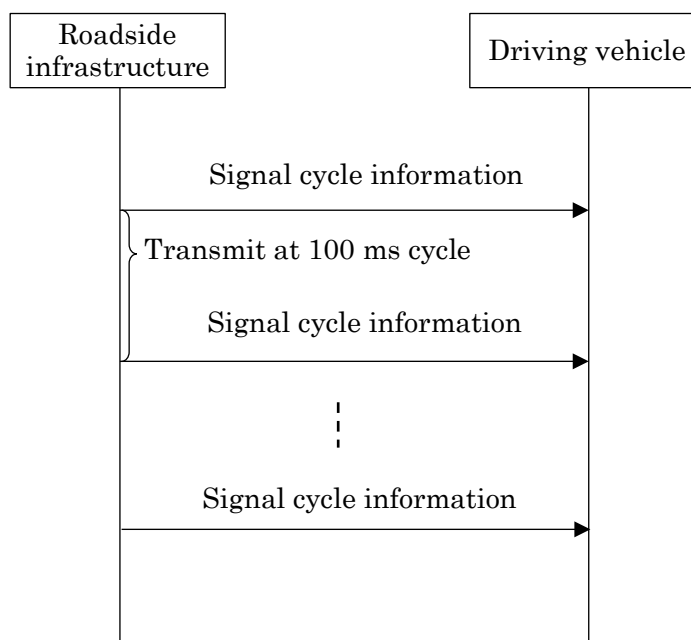 Roadside
infrastructure
Driving vehicle
Signal cycle information
Transmit at 100 ms cycle
Signal cycle information
Signal cycle information